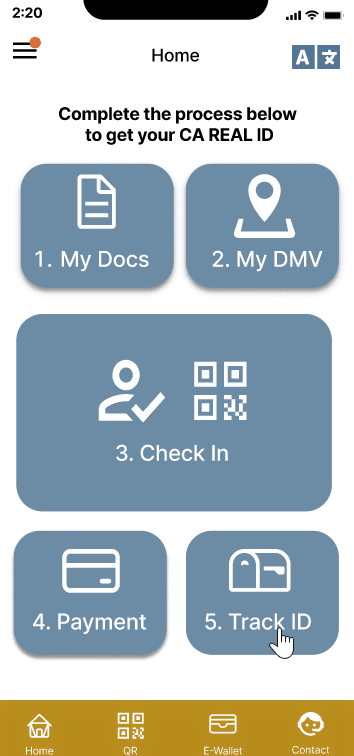 2:20
Home
Complete the process below
to get your CA REAL ID
1. My Docs
2. My DMV
3. Check In
4. Payment
5. Track ID
Home
QR
E-Wallet
Contact